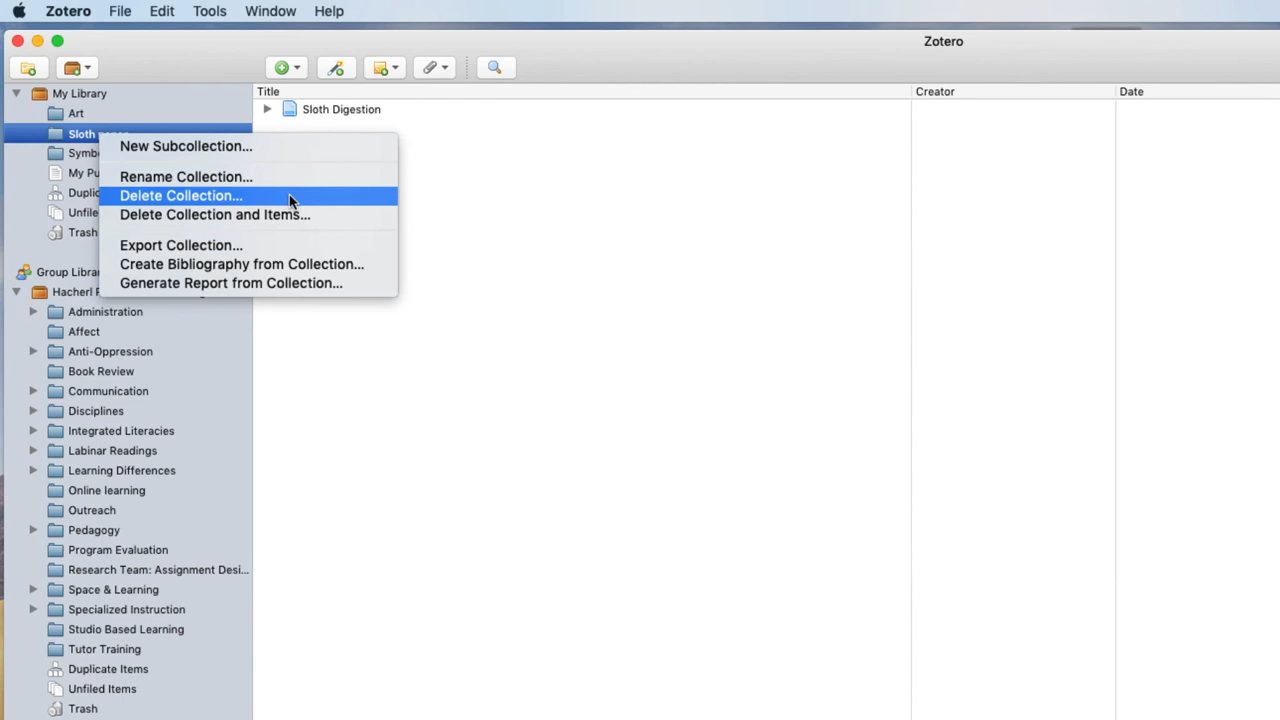 Zotero File Edit Tools Window Help
Zotero
Title Creator Date
My Library
Art
Sloth
Symb
My Pu
Duplic
Unfile
Trash
Sloth Digestion
New Subcollection...
Rename Collection...
Delete Collection...
Delete Collection and Items...
Export Collection...
Create Bibliography from Collection...
Generate Report from Collection...
Group Libra
Hacherl
Administration
Affect
Anti-Oppression
Book Review
Communication
Disciplines
Integrated Literacies
Labinar Readings
Learning Differences
Online learning
Outreach
Pedagogy
Program Evaluation
Research Team: Assignment Desi...
Space & Learning
Specialized Instruction
Studio Based Learning
Tutor Training
Duplicate Items
Unfiled Items
Trash